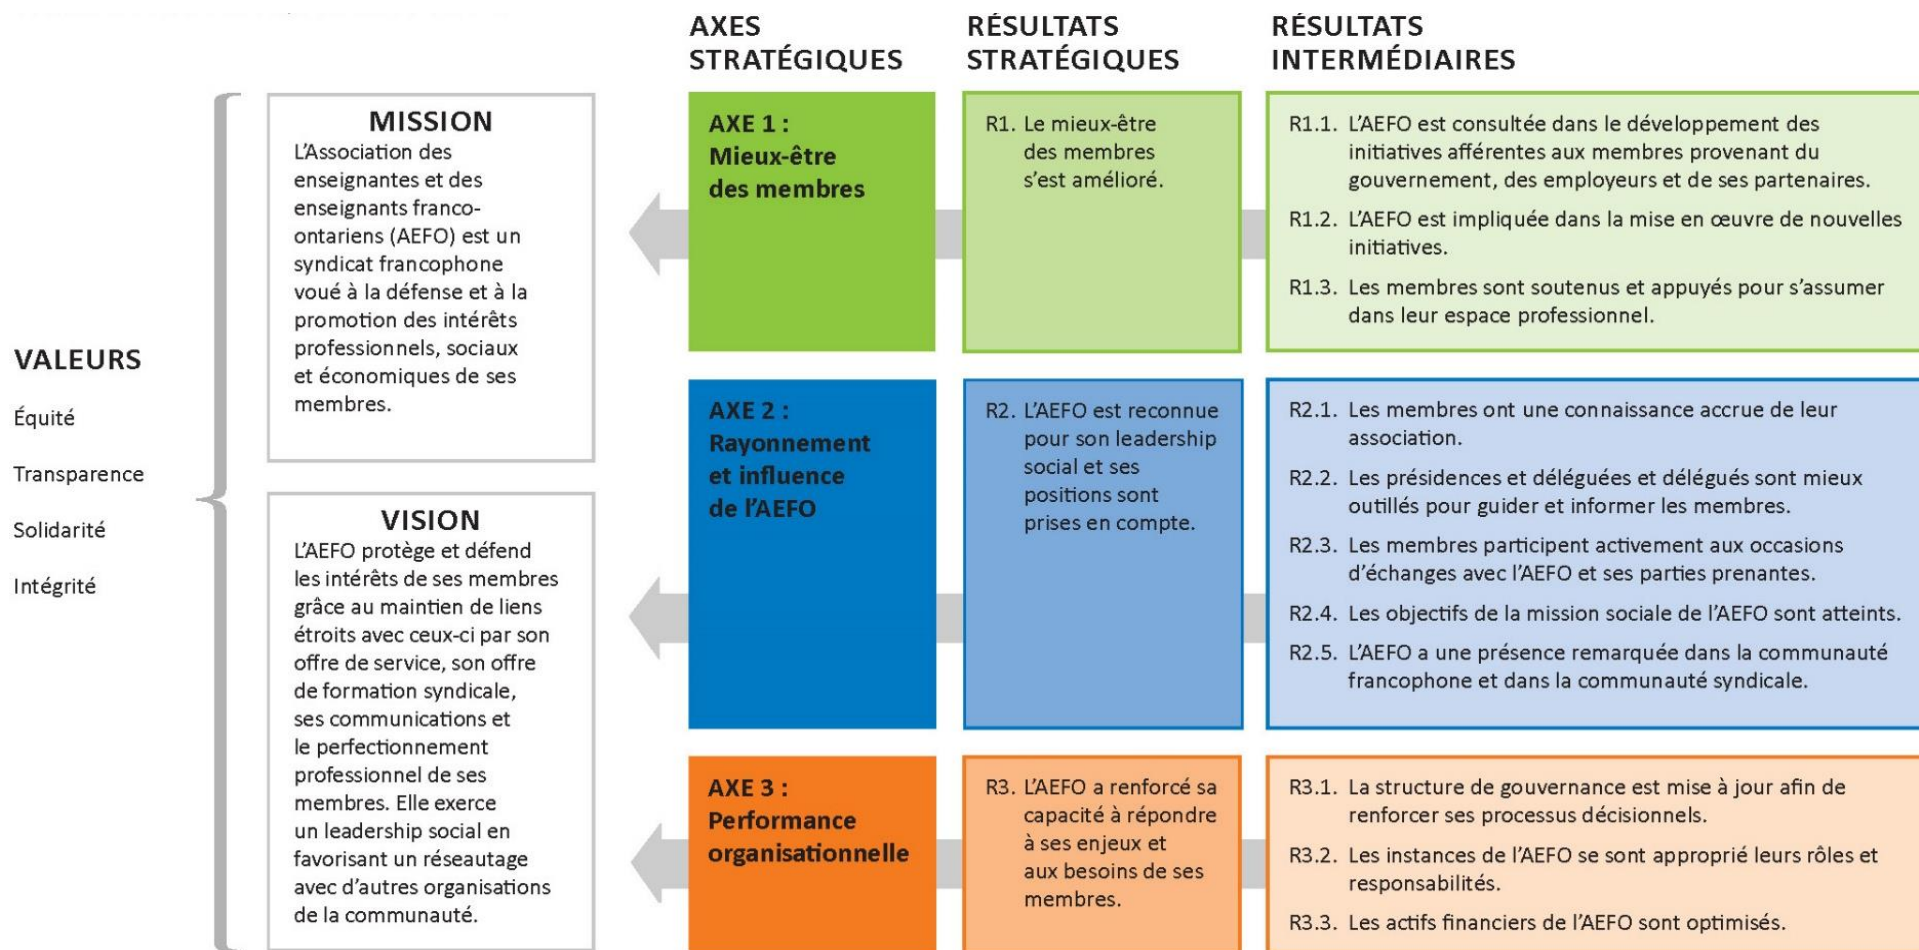 AXES
STRATÉGIQUES
RÉSULTATS
STRATÉGIQUES
RÉSULTATS
INTERMÉDIAIRES
VALEURS
Équité
Transparence
Solidarité
Intégrité
MISSION
L’Association des
enseignantes et des
enseignants franco-
ontariens (AEFO) est un
syndicat francophone
voué à la défense et à la
promotion des intérêts
professionnels, sociaux
et économiques de ses
membres.
VISION
L’AEFO protège et défend
les intérêts de ses membres
grâce au maintien de liens
étroits avec ceux-ci par son
offre de service, son offre
de formation syndicale,
ses communications et
le perfectionnement
professionnel de ses
membres. Elle exerce
un leadership social en
favorisant un réseautage
avec d’autres organisations
de la communauté.
AXE 1 :
Mieux-être
des membres
R1. Le mieux-être
des membres
s’est amélioré.
R1.1. L’AEFO est consultée dans le développement des
initiatives afférentes aux membres provenant du
gouvernement, des employeurs et de ses partenaires.
R1.2. L’AEFO est impliquée dans la mise en œuvre de nouvelles
initiatives.
R1.3. Les membres sont soutenus et appuyés pour s’assumer
dans leur espace professionnel.
AXE 2 :
Rayonnement
et influence
de l’AEFO
R2. L’AEFO est reconnue
pour son leadership
social et ses
positions sont
prises en compte.
R2.1. Les membres ont une connaissance accrue de leur
association.
R2.2. Les présidences et déléguées et délégués sont mieux
outillés pour guider et informer les membres.
R2.3. Les membres participent activement aux occasions
d’échanges avec l’AEFO et ses parties prenantes.
R2.4. Les objectifs de la mission sociale de l’AEFO sont atteints.
R2.5. L’AEFO a une présence remarquée dans la communauté
francophone et dans la communauté syndicale.
AXE 3 :
Performance
organisationnelle
R3. L’AEFO a renforcé sa
capacité à répondre
à ses enjeux et
aux besoins de ses
membres.
R3.1. La structure de gouvernance est mise à jour afin de
renforcer ses processus décisionnels.
R3.2. Les instances de l’AEFO se sont approprié leurs rôles et
responsabilités.
R3.3. Les actifs financiers de l’AEFO sont optimisés.